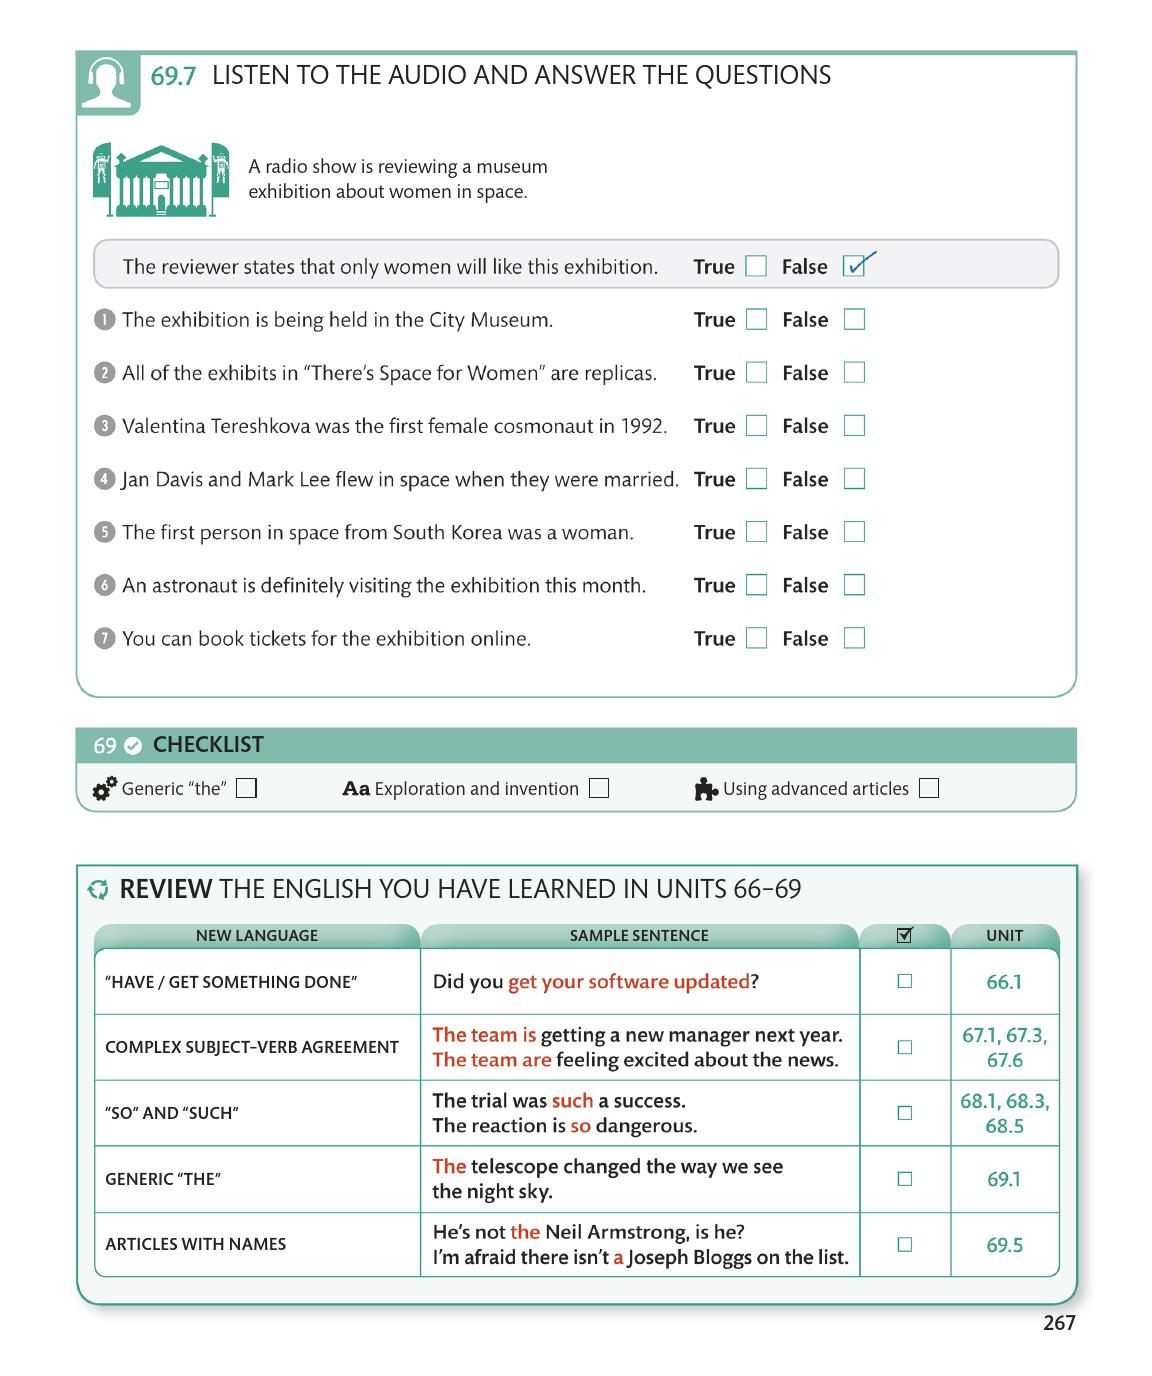 69.7 LISTEN TO THE AUDIO AND ANSWER THE QUESTIONS
A radio show is reviewing a museum
exhibition about women in space.
The reviewer states that only women will like this exhibition. True False
1 The exhibition is being held in the City Museum. True False
2 All of the exhibits in “There’s Space for Women” are replicas. True False
3 Valentina Tereshkova was the first female cosmonaut in 1992. True False
4 Jan Davis and Mark Lee flew in space when they were married. True False
5 The first person in space from South Korea was a woman. True False
6 An astronaut is definitely visiting the exhibition this month. True False
7 You can book tickets for the exhibition online. True False
69 CHECKLIST
Generic “the” Aa Exploration and invention Using advanced articles
REVIEW THE ENGLISH YOU HAVE LEARNED IN UNITS 66–69
NEW LANGUAGE SAMPLE SENTENCE UNIT
“HAVE / GET SOMETHING DONE” Did you get your software updated? 66.1
COMPLEX SUBJECT–VERB AGREEMENT The team is getting a new manager next year.
The team are feeling excited about the news. 67.1, 67.3,
67.6
“SO” AND “SUCH” The trial was such a success.
The reaction is so dangerous. 68.1, 68.3,
68.5
GENERIC “THE” The telescope changed the way we see
the night sky. 69.1
ARTICLES WITH NAMES He’s not the Neil Armstrong, is he?
I’m afraid there isn’t a Joseph Bloggs on the list. 69.5
267